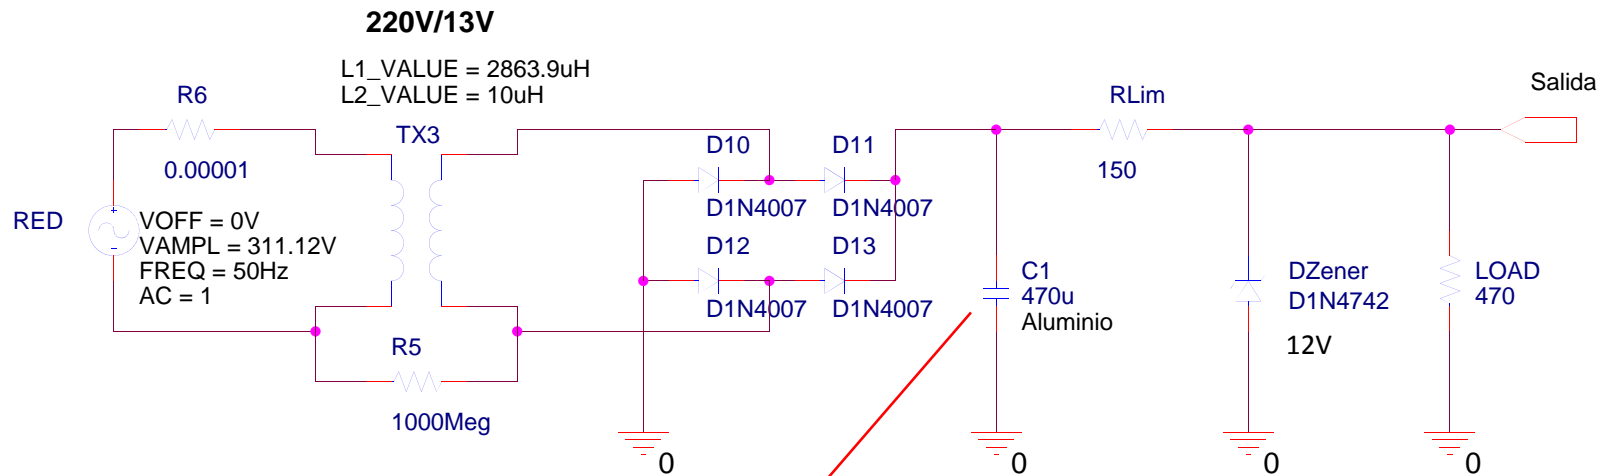 220V/13V
L1_VALUE = 2863.9uH
L2_VALUE = 10uH
R6
0.00001
TX3
RED
VOFF = 0V
VAMPL = 311.12V
FREQ = 50Hz
AC = 1
R5
1000Meg
D10
D1N4007
D11
D1N4007
D12
D1N4007
D13
D1N4007
0
C1
470u
Aluminio
0
RLim
150
DZener
D1N4742
12V
0
LOAD
470
0
Salida